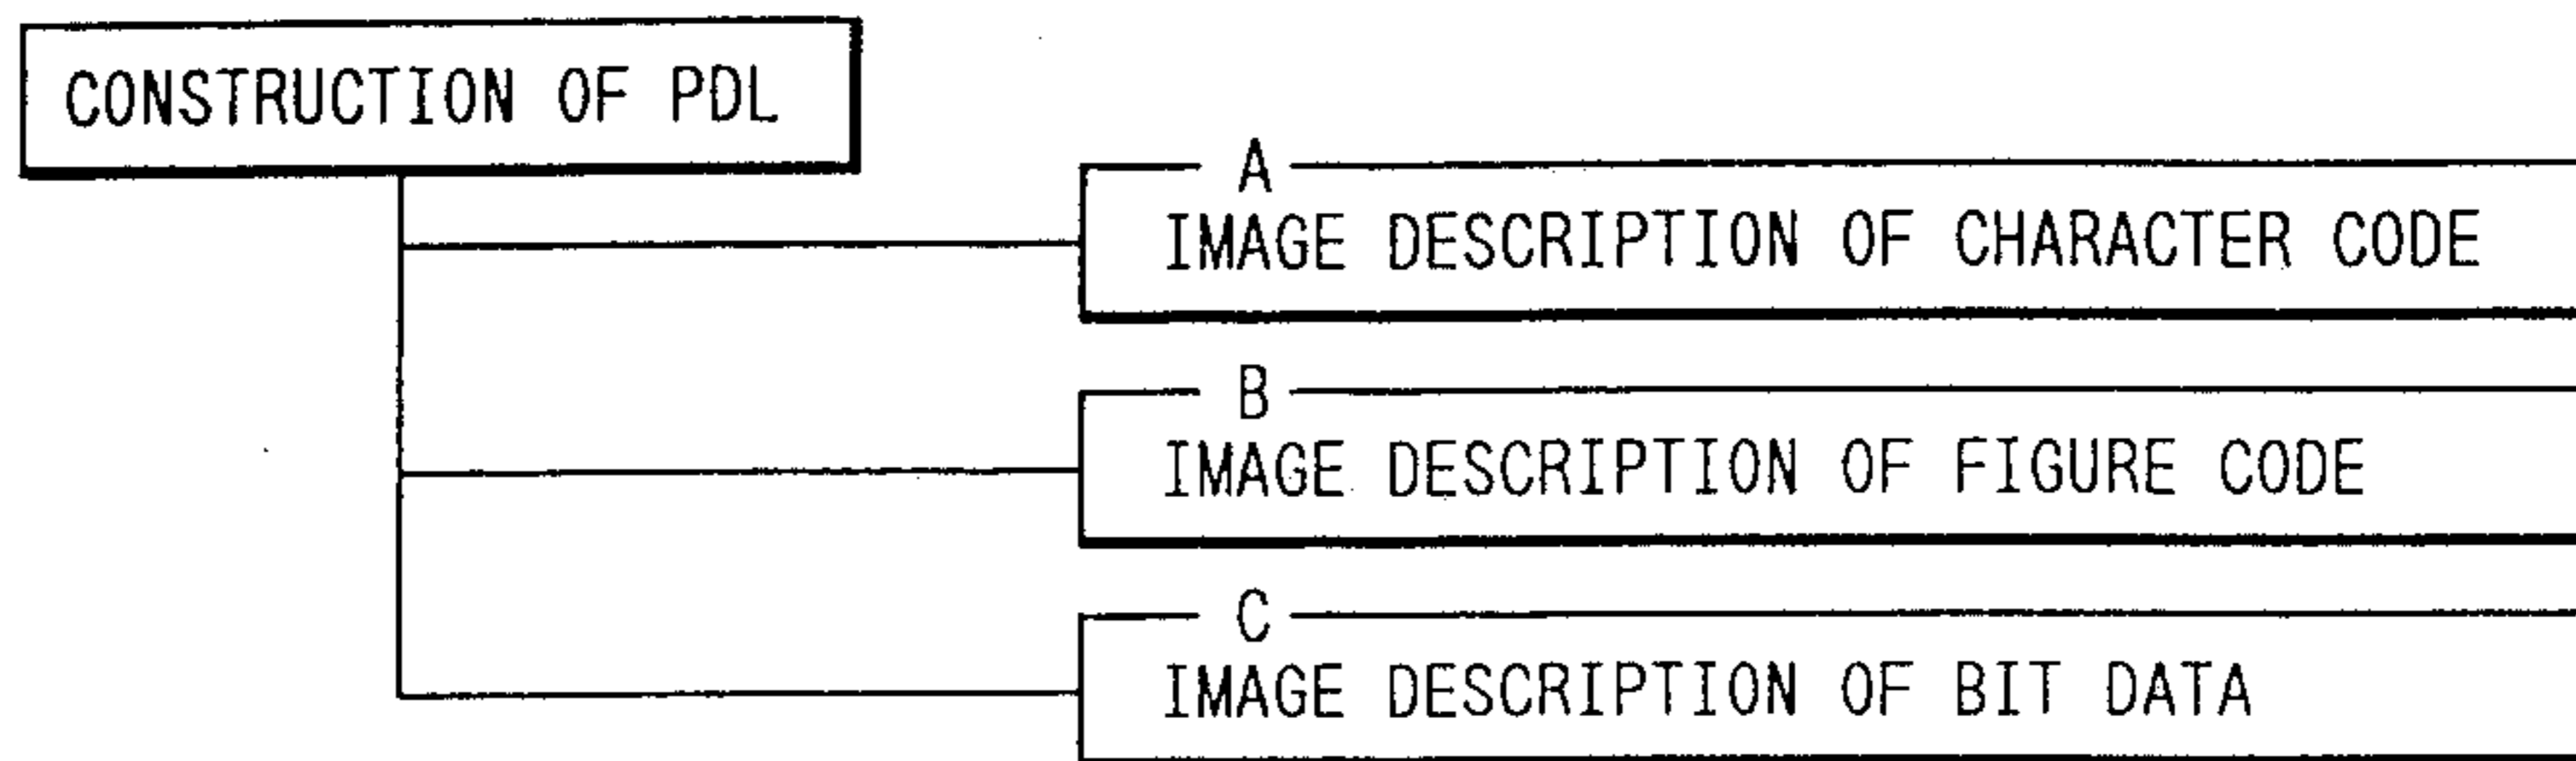 CONSTRUCTION OF PDL
A
IMAGE DESCRIPTION OF CHARACTER CODE
B
IMAGE DESCRIPTION OF FIGURE CODE
C
IMAGE DESCRIPTION OF BIT DATA